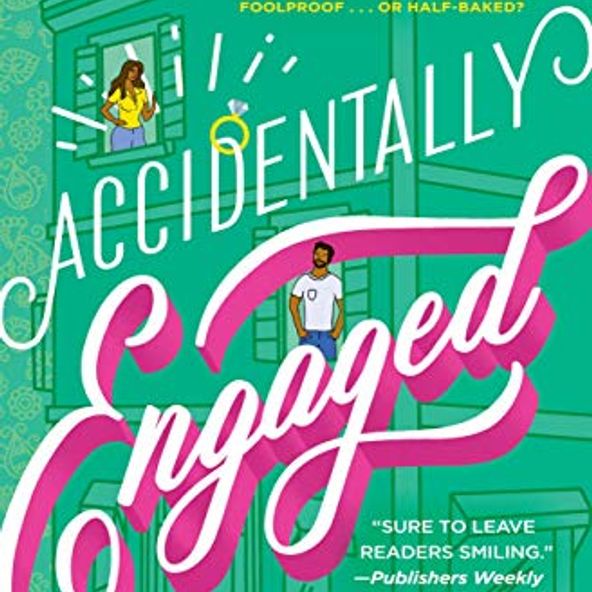 FOOLPROOF . . . OR HALF-BAKED?
ACCIDENTALLY
Engaged
“SURE TO LEAVE
READERS SMILING.”
—Publishers Weekly